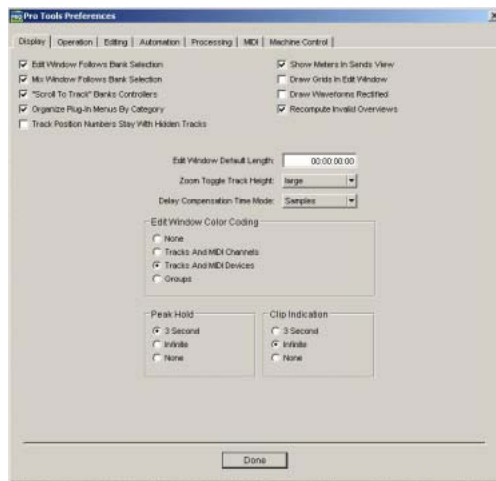 Pro Tools Preferences
Display Operation Editing Automation Processing MIDI Machine Control
Edit Window Follows Bank Selection
Mix Window Follows Bank Selection
"Scroll To Track" Banks Controllers
Organize Plug-In Menus By Category
Track Position Numbers Stay With Hidden Tracks
Show Meters In Sends View
Draw Grids In Edit Window
Draw Waveforms Rectified
Recompute Invalid Overviews
Edit Window Default Length: 00:00:00:00
Zoom Toggle Track Height: large
Delay Compensation Time Mode: Samples
Edit Window Color Coding
None
Tracks And MIDI Channels
Tracks And MIDI Devices
Groups
Peak Hold
3 Second
Infinite
None
Clip Indication
3 Second
Infinite
None
Done